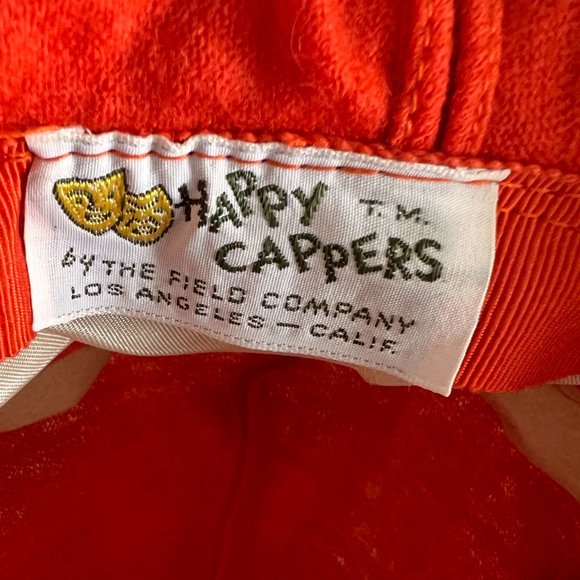 HAPPY T.M.
CAPPERS
by THE FIELD COMPANY
LOS ANGELES — CALIF.